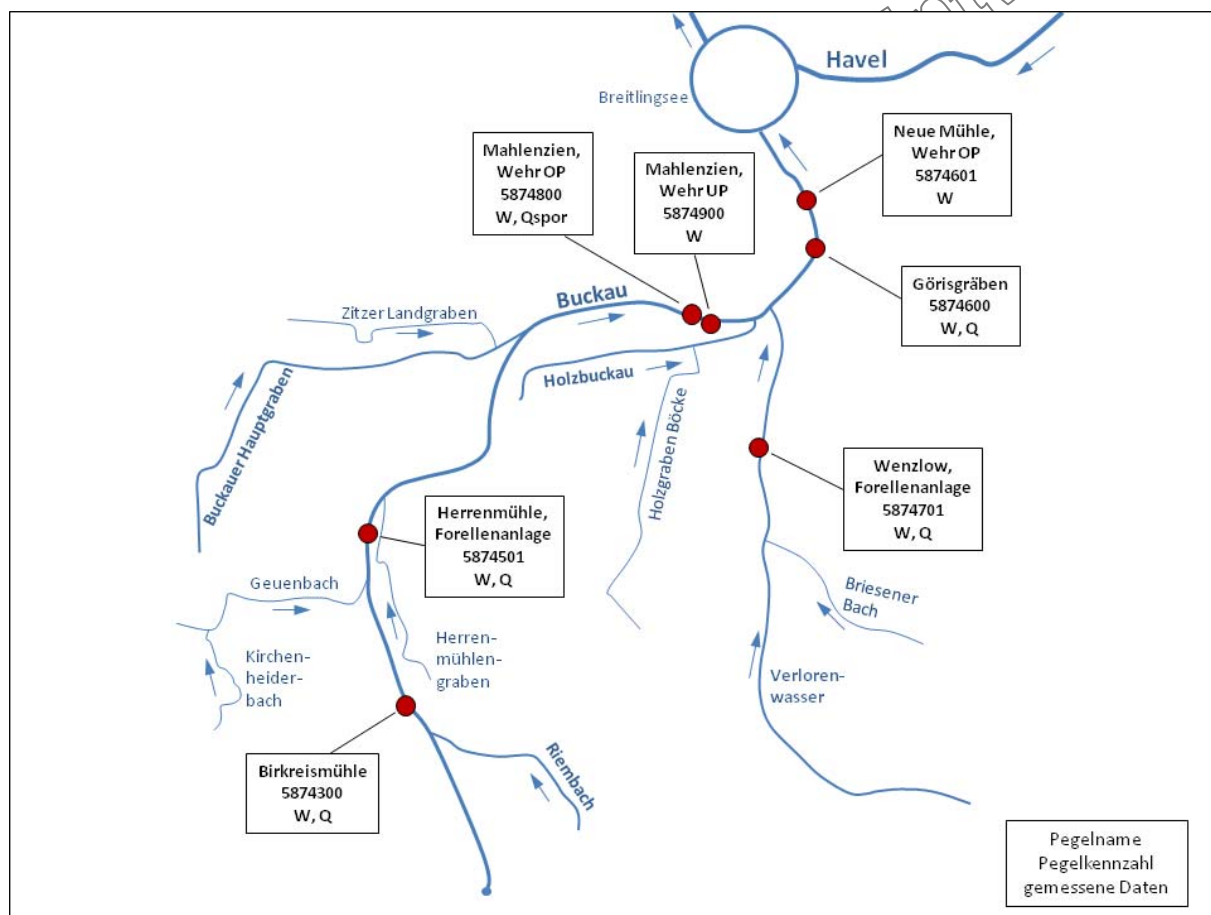 Havel
Breitlingsee
Neue Mühle,
Wehr OP
5874601
W
Mahlenzien,
Wehr OP
5874800
W, Qspor
Mahlenzien,
Wehr UP
5874900
W
Görisgräben
5874600
W, Q
Buckau
Zitzer Landgraben
Holzbuckau
Buckauer Hauptgraben
Holzgraben Böcke
Wenzlow,
Forellenanlage
5874701
W, Q
Herrenmühle,
Forellenanlage
5874501
W, Q
Geuenbach
Briesener
Bach
Kirchen-
heider-
bach
Herren-
mühlen-
graben
Verloren-
wasser
Birkreismühle
5874300
W, Q
Riembach
Pegelname
Pegelkennzahl
gemessene Daten